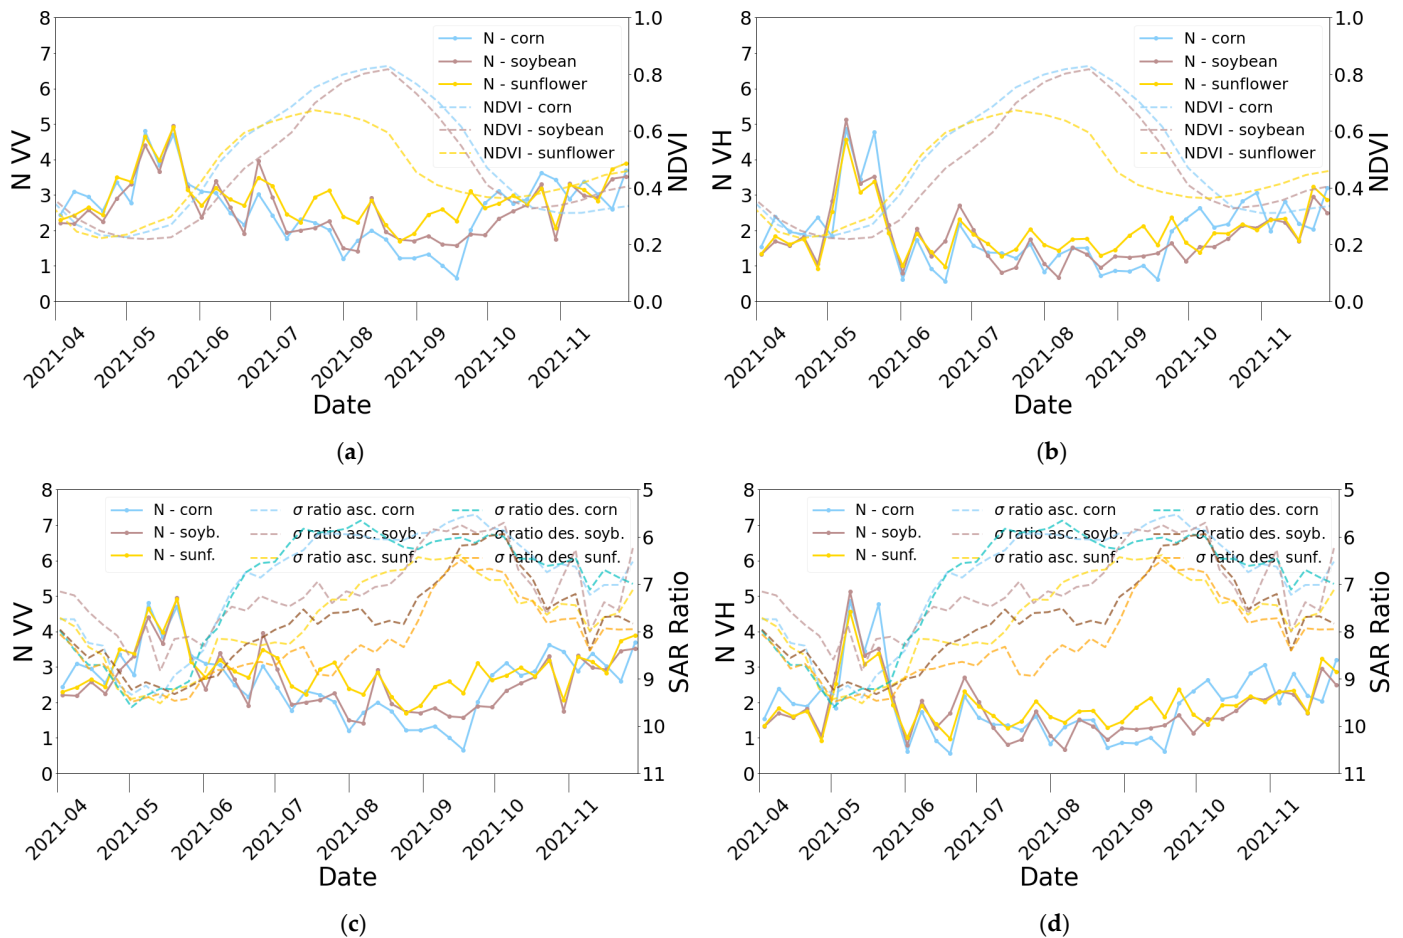 8
7
6
5
4
3
2
1
0
N VV
1.0
0.8
0.6
0.4
0.2
0.0
NDVI
N - corn
N - soybean
N - sunflower
NDVI - corn
NDVI - soybean
NDVI - sunflower
2021-04
2021-05
2021-06
2021-07
2021-08
2021-09
2021-10
2021-11
Date
(a)
8
7
6
5
4
3
2
1
0
N VH
1.0
0.8
0.6
0.4
0.2
0.0
NDVI
N - corn
N - soybean
N - sunflower
NDVI - corn
NDVI - soybean
NDVI - sunflower
2021-04
2021-05
2021-06
2021-07
2021-08
2021-09
2021-10
2021-11
Date
(b)
8
7
6
5
4
3
2
1
0
N VV
5
6
7
8
9
10
11
SAR Ratio
N - corn
N - soyb.
N - sunf.
σ ratio asc. corn
σ ratio asc. soyb.
σ ratio asc. sunf.
σ ratio des. corn
σ ratio des. soyb.
σ ratio des. sunf.
2021-04
2021-05
2021-06
2021-07
2021-08
2021-09
2021-10
2021-11
Date
(c)
8
7
6
5
4
3
2
1
0
N VH
5
6
7
8
9
10
11
SAR Ratio
N - corn
N - soyb.
N - sunf.
σ ratio asc. corn
σ ratio asc. soyb.
σ ratio asc. sunf.
σ ratio des. corn
σ ratio des. soyb.
σ ratio des. sunf.
2021-04
2021-05
2021-06
2021-07
2021-08
2021-09
2021-10
2021-11
Date
(d)